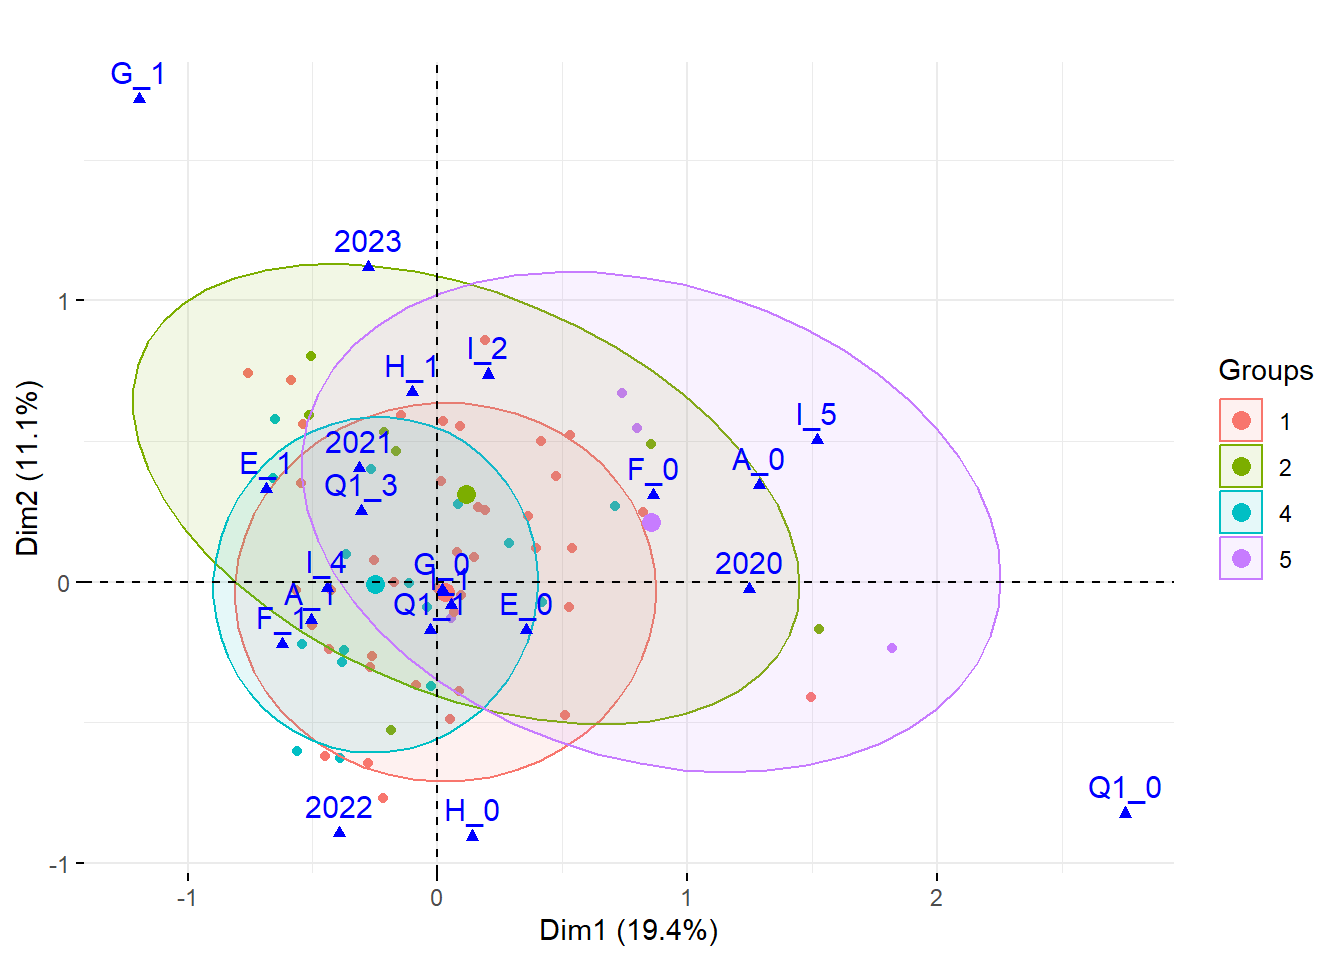 G_1
2023
I_2
H_1
I_5
2021
E_1
F_0
A_0
Q1_3
I_4
G_0
I_1
2020
A_1
F_1
Q1_1
E_0
2022
H_0
Q1_0
1
0
-1
-1
0
1
2
Dim1 (19.4%)
Dim2 (11.1%)
Groups
1
2
4
5